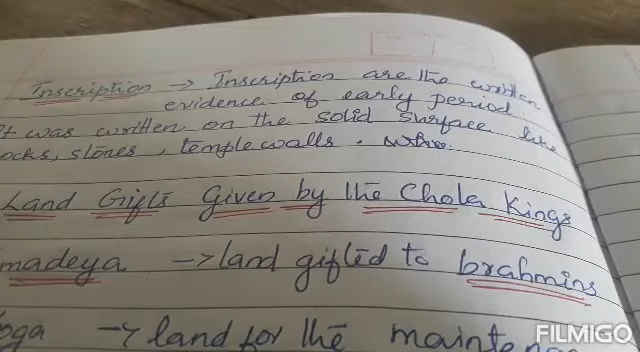 Inscription → Inscription are the written
evidence of early period.
It was written on the solid surface like
ocks, stones, temple walls.
Land Gifts Given by the Chola Kings
madeya → land gifted to brahmins
oga → land for the mainten
FILMIGO